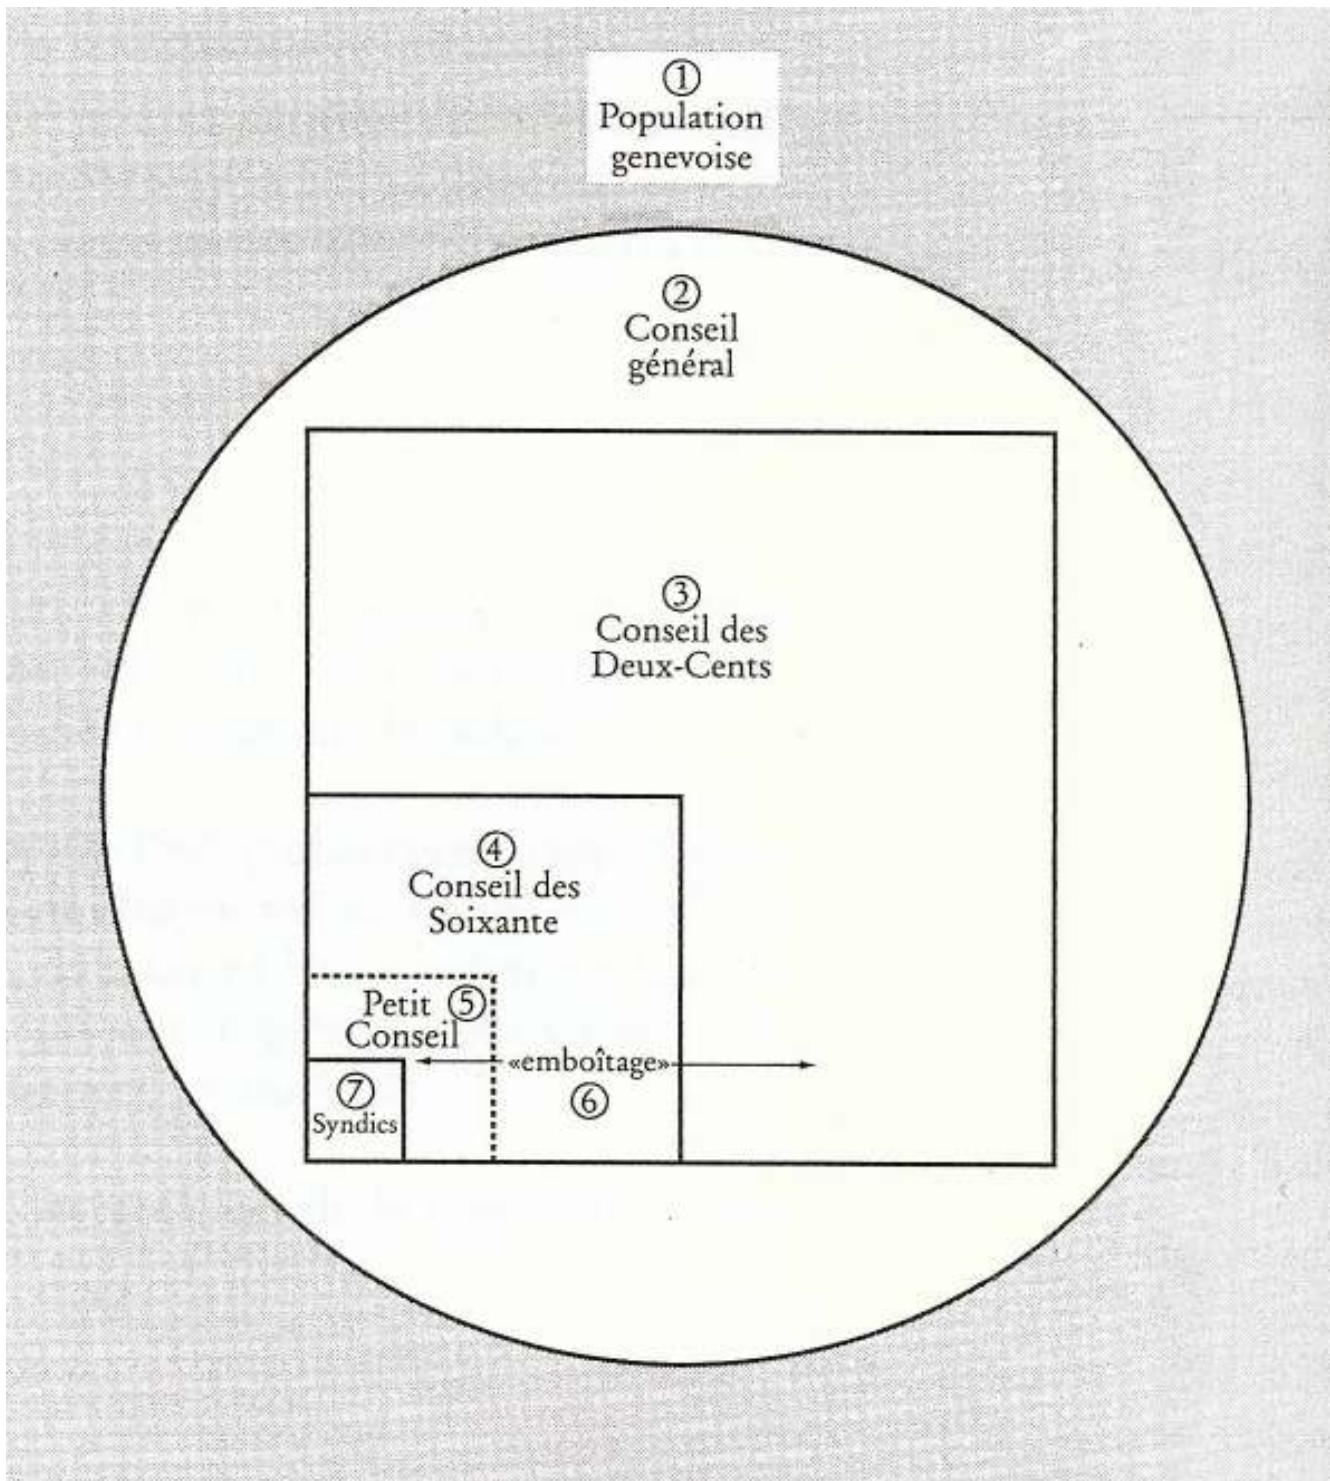 ①
Population
genevoise
②
Conseil
général
③
Conseil des
Deux-Cents
④
Conseil des
Soixante
Petit ⑤
Conseil
«emboîtage»
⑥
⑦
Syndics